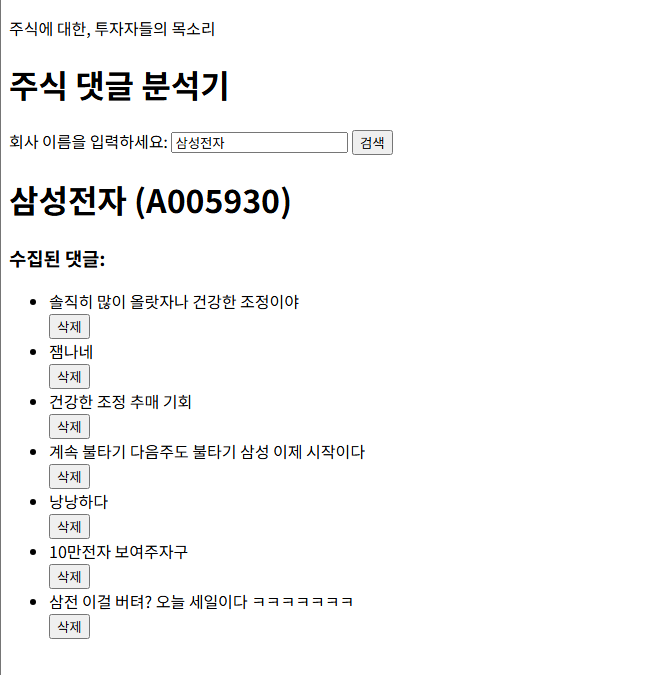 주식에 대한, 투자자들의 목소리
주식 댓글 분석기
회사 이름을 입력하세요: 삼성전자 검색
삼성전자 (A005930)
수집된 댓글:
솔직히 많이 올랏자나 건강한 조정이야
삭제
잼나네
삭제
건강한 조정 추매 기회
삭제
계속 불타기 다음주도 불타기 삼성 이제 시작이다
삭제
낭낭하다
삭제
10만전자 보여주자구
삭제
삼전 이걸 버텨? 오늘 세일이다 ㅋㅋㅋㅋㅋㅋㅋ
삭제